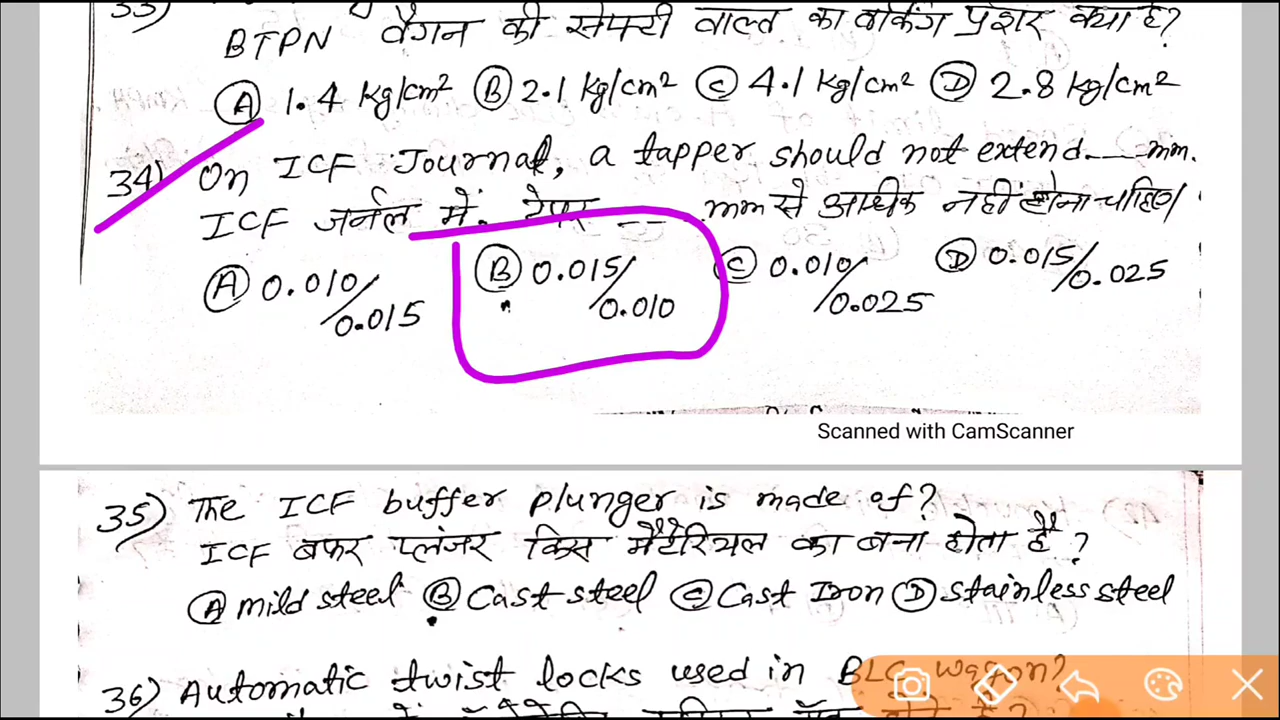 33)
BTPN वैगन की सेफ्टी वाल्व का वर्किंग प्रेशर क्या है?
(A) 1.4 kg/cm² (B) 2.1 kg/cm² (C) 4.1 kg/cm² (D) 2.8 kg/cm²
34) On ICF Journal, a tapper should not extend.___mm.
ICF जर्नल में. टेपर ___ mm से अधीक नहीं होना चाहिए।
(A) 0.010/0.015 (B) 0.015/0.010 (C) 0.010/0.025 (D) 0.015/0.025
Scanned with CamScanner
35) The ICF buffer plunger is made of?
ICF बफर प्लंजर किस मैटेरियल का बना होता है?
(A) mild steel (B) Cast steel (C) Cast Iron (D) stainless steel
36) Automatic twist locks used in BLC wagon?